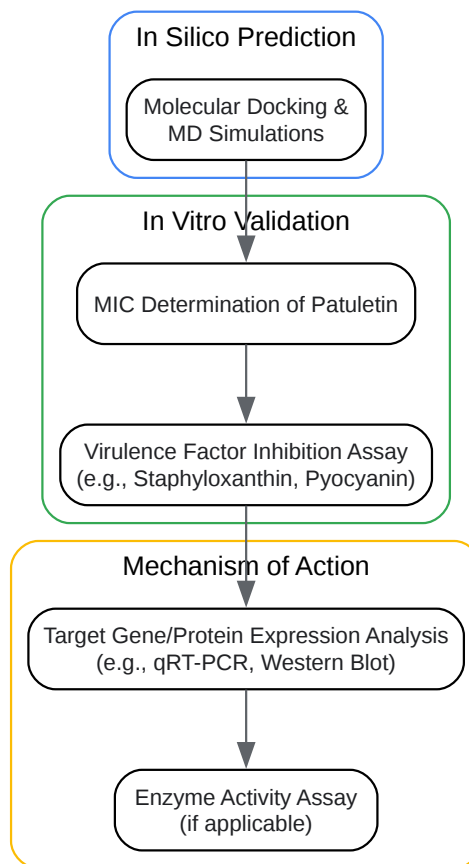 In Silico Prediction
Molecular Docking &
MD Simulations
In Vitro Validation
MIC Determination of Patuletin
Virulence Factor Inhibition Assay
(e.g., Staphyloxanthin, Pyocyanin)
Mechanism of Action
Target Gene/Protein Expression Analysis
(e.g., qRT-PCR, Western Blot)
Enzyme Activity Assay
(if applicable)